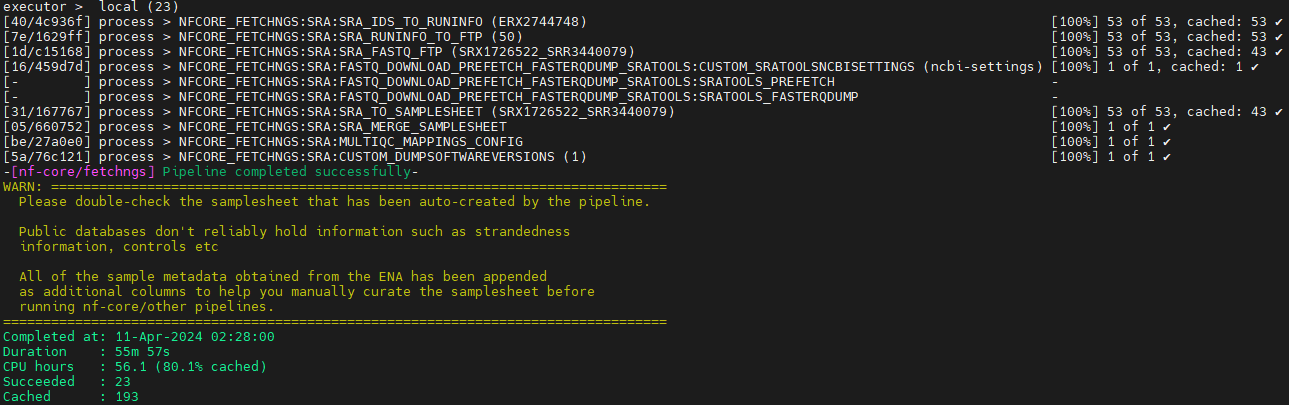 executor >  local (23)
[40/4c936f] process > NFCORE_FETCHNGS:SRA:SRA_IDS_TO_RUNINFO (ERX2744748) [100%] 53 of 53, cached: 53 ✔
[7e/1629ff] process > NFCORE_FETCHNGS:SRA:SRA_RUNINFO_TO_FTP (50) [100%] 53 of 53, cached: 53 ✔
[1d/c15168] process > NFCORE_FETCHNGS:SRA:SRA_FASTQ_FTP (SRX1726522_SRR3440079) [100%] 53 of 53, cached: 43 ✔
[16/459d7d] process > NFCORE_FETCHNGS:SRA:FASTQ_DOWNLOAD_PREFETCH_FASTERQDUMP_SRATOOLS:CUSTOM_SRATOOLSNCBISETTINGS (ncbi-settings) [100%] 1 of 1, cached: 1 ✔
[-        ] process > NFCORE_FETCHNGS:SRA:FASTQ_DOWNLOAD_PREFETCH_FASTERQDUMP_SRATOOLS:SRATOOLS_PREFETCH -
[-        ] process > NFCORE_FETCHNGS:SRA:FASTQ_DOWNLOAD_PREFETCH_FASTERQDUMP_SRATOOLS:SRATOOLS_FASTERQDUMP -
[31/167767] process > NFCORE_FETCHNGS:SRA:SRA_TO_SAMPLESHEET (SRX1726522_SRR3440079) [100%] 53 of 53, cached: 43 ✔
[05/660752] process > NFCORE_FETCHNGS:SRA:SRA_MERGE_SAMPLESHEET [100%] 1 of 1 ✔
[be/27a0e0] process > NFCORE_FETCHNGS:SRA:MULTIQC_MAPPINGS_CONFIG [100%] 1 of 1 ✔
[5a/76c121] process > NFCORE_FETCHNGS:SRA:CUSTOM_DUMPSOFTWAREVERSIONS (1) [100%] 1 of 1 ✔
-[nf-core/fetchngs] Pipeline completed successfully-
WARN: =============================================================================
  Please double-check the samplesheet that has been auto-created by the pipeline.

  Public databases don't reliably hold information such as strandedness
  information, controls etc

  All of the sample metadata obtained from the ENA has been appended
  as additional columns to help you manually curate the samplesheet before
  running nf-core/other pipelines.
===================================================================================
Completed at: 11-Apr-2024 02:28:00
Duration    : 55m 57s
CPU hours   : 56.1 (80.1% cached)
Succeeded   : 23
Cached      : 193